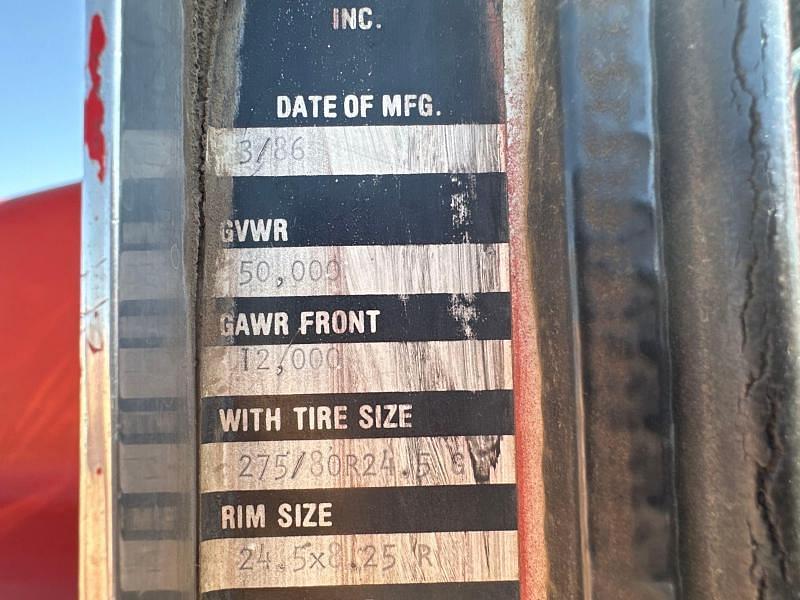 INC.
DATE OF MFG.
3/86
GVWR
50,000
GAWR FRONT
12,000
WITH TIRE SIZE
275/80R24.5 G
RIM SIZE
24.5x8.25 R